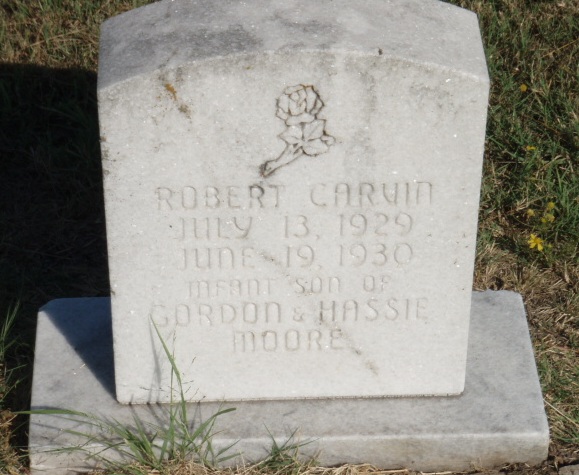 ROBERT CARVIN
JULY 13, 1929
JUNE 19, 1930
INFANT SON OF
GORDON & HASSIE
MOORE